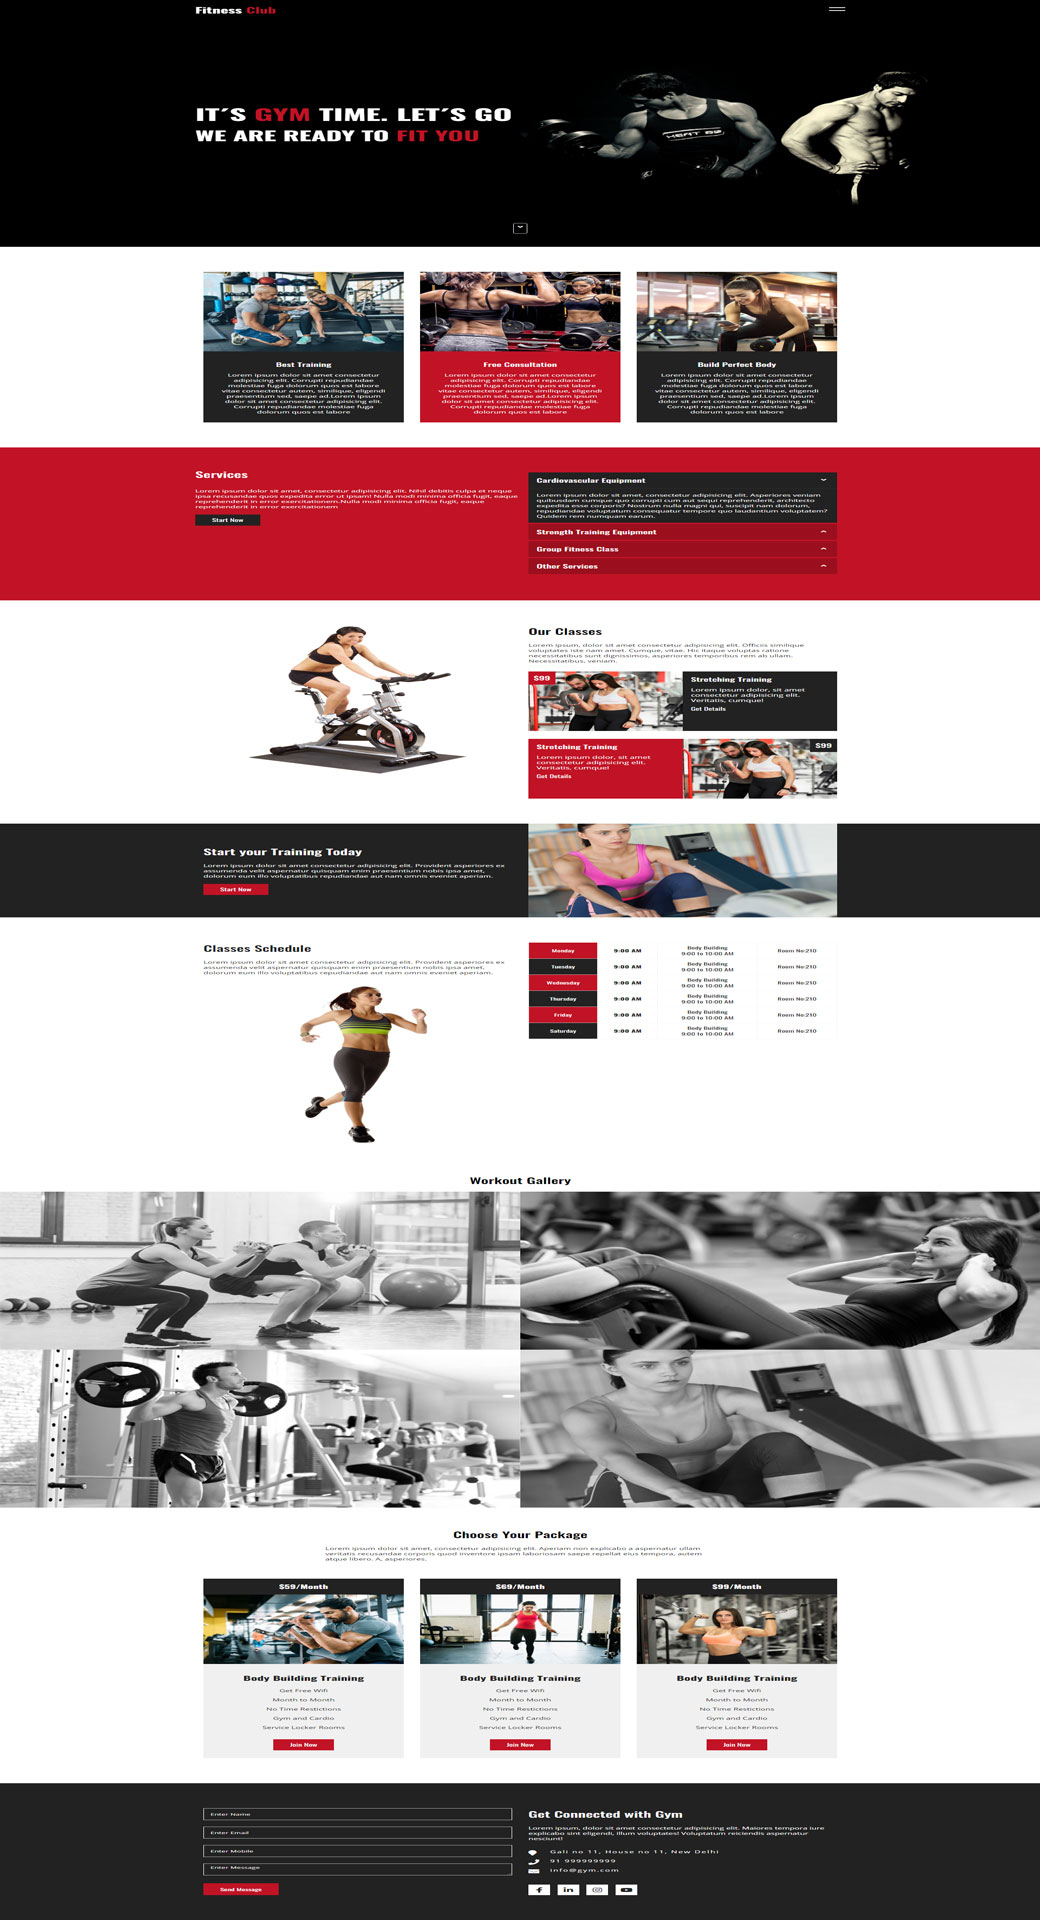 Fitness Club
IT'S GYM TIME. LET'S GO
WE ARE READY TO FIT YOU
Best Training
Lorem ipsum dolor sit amet consectetur
adipisicing elit. Corrupti repudiandae
molestiae fuga dolorum quos est labore
vitae consectetur autem, similique, eligendi
praesentium sed, saepe ad.Lorem ipsum
dolor sit amet consectetur adipisicing elit.
Corrupti repudiandae molestiae fuga
dolorum quos est labore
Free Consultation
Lorem ipsum dolor sit amet consectetur
adipisicing elit. Corrupti repudiandae
molestiae fuga dolorum quos est labore
vitae consectetur autem, similique, eligendi
praesentium sed, saepe ad.Lorem ipsum
dolor sit amet consectetur adipisicing elit.
Corrupti repudiandae molestiae fuga
dolorum quos est labore
Build Perfect Body
Lorem ipsum dolor sit amet consectetur
adipisicing elit. Corrupti repudiandae
molestiae fuga dolorum quos est labore
vitae consectetur autem, similique, eligendi
praesentium sed, saepe ad.Lorem ipsum
dolor sit amet consectetur adipisicing elit.
Corrupti repudiandae molestiae fuga
dolorum quos est labore
Services
Lorem ipsum dolor sit amet, consectetur adipisicing elit. Nihil debitis culpa et neque
ipsa recusandae quos expedita error ut ipsam! Nulla modi minima officia fugit, eaque
reprehenderit in error exercitationem.Nulla modi minima officia fugit, eaque
reprehenderit in error exercitationem
Start Now
Cardiovascular Equipment
Lorem ipsum dolor sit amet, consectetur adipisicing elit. Asperiores veniam
quibusdam cumque quo corrupti cum aut sequi reprehenderit, architecto
expedita esse corporis? Nostrum nulla magni qui, suscipit nam dolorum,
repudiandae voluptatum consequatur tempore quo laudantium voluptatem?
Quidem rem numquam earum.
Strength Training Equipment
Group Fitness Class
Other Services
Our Classes
Lorem ipsum, dolor sit amet consectetur adipisicing elit. Officiis similique
voluptates iste nam amet. Cumque, vitae. Hic itaque voluptas ratione
necessitatibus sunt dignissimos, asperiores temporibus rem ab ullam.
Necessitatibus, veniam.
$99
Stretching Training
Lorem ipsum dolor, sit amet
consectetur adipisicing elit.
Veritatis, cumque!
Get Details
Stretching Training
Lorem ipsum dolor, sit amet
consectetur adipisicing elit.
Veritatis, cumque!
Get Details
$99
Start your Training Today
Lorem ipsum dolor sit amet consectetur adipisicing elit. Provident asperiores ex
assumenda velit aspernatur quisquam enim praesentium nobis ipsa amet,
dolorum eum illo voluptatibus repudiandae aut nam omnis eveniet aperiam.
Start Now
Classes Schedule
Lorem ipsum dolor sit amet consectetur adipisicing elit. Provident asperiores ex
assumenda velit aspernatur quisquam enim praesentium nobis ipsa amet,
dolorum eum illo voluptatibus repudiandae aut nam omnis eveniet aperiam.
Monday 9:00 AM Body Building 9:00 to 10:00 AM Room No:210
Tuesday 9:00 AM Body Building 9:00 to 10:00 AM Room No:210
Wednesday 9:00 AM Body Building 9:00 to 10:00 AM Room No:210
Thursday 9:00 AM Body Building 9:00 to 10:00 AM Room No:210
Friday 9:00 AM Body Building 9:00 to 10:00 AM Room No:210
Saturday 9:00 AM Body Building 9:00 to 10:00 AM Room No:210
Workout Gallery
Choose Your Package
Lorem ipsum dolor sit amet, consectetur adipisicing elit. Aperiam non explicabo a aspernatur ullam
veritatis recusandae corporis quod inventore ipsam laboriosam saepe repellat eius tempora, autem
atque libero. A, asperiores.
$59/Month
Body Building Training
Get Free Wifi
Month to Month
No Time Restictions
Gym and Cardio
Service Locker Rooms
Join Now
$69/Month
Body Building Training
Get Free Wifi
Month to Month
No Time Restictions
Gym and Cardio
Service Locker Rooms
Join Now
$99/Month
Body Building Training
Get Free Wifi
Month to Month
No Time Restictions
Gym and Cardio
Service Locker Rooms
Join Now
Enter Name
Enter Email
Enter Mobile
Enter Message
Send Message
Get Connected with Gym
Lorem ipsum, dolor sit amet consectetur adipisicing elit. Maiores tempora iure
explicabo sint eligendi, illum voluptates! Voluptatum reiciendis aspernatur
nesciunt!
Gali no 11, House no 11, New Delhi
91 999999999
info@gym.com